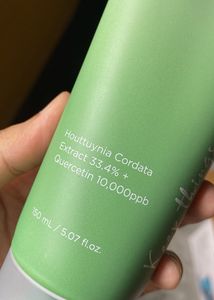 Houttuynia Cordata
Extract 33.4% +
Quercetin 10.000ppb
150 mL / 5.07 fl.oz.